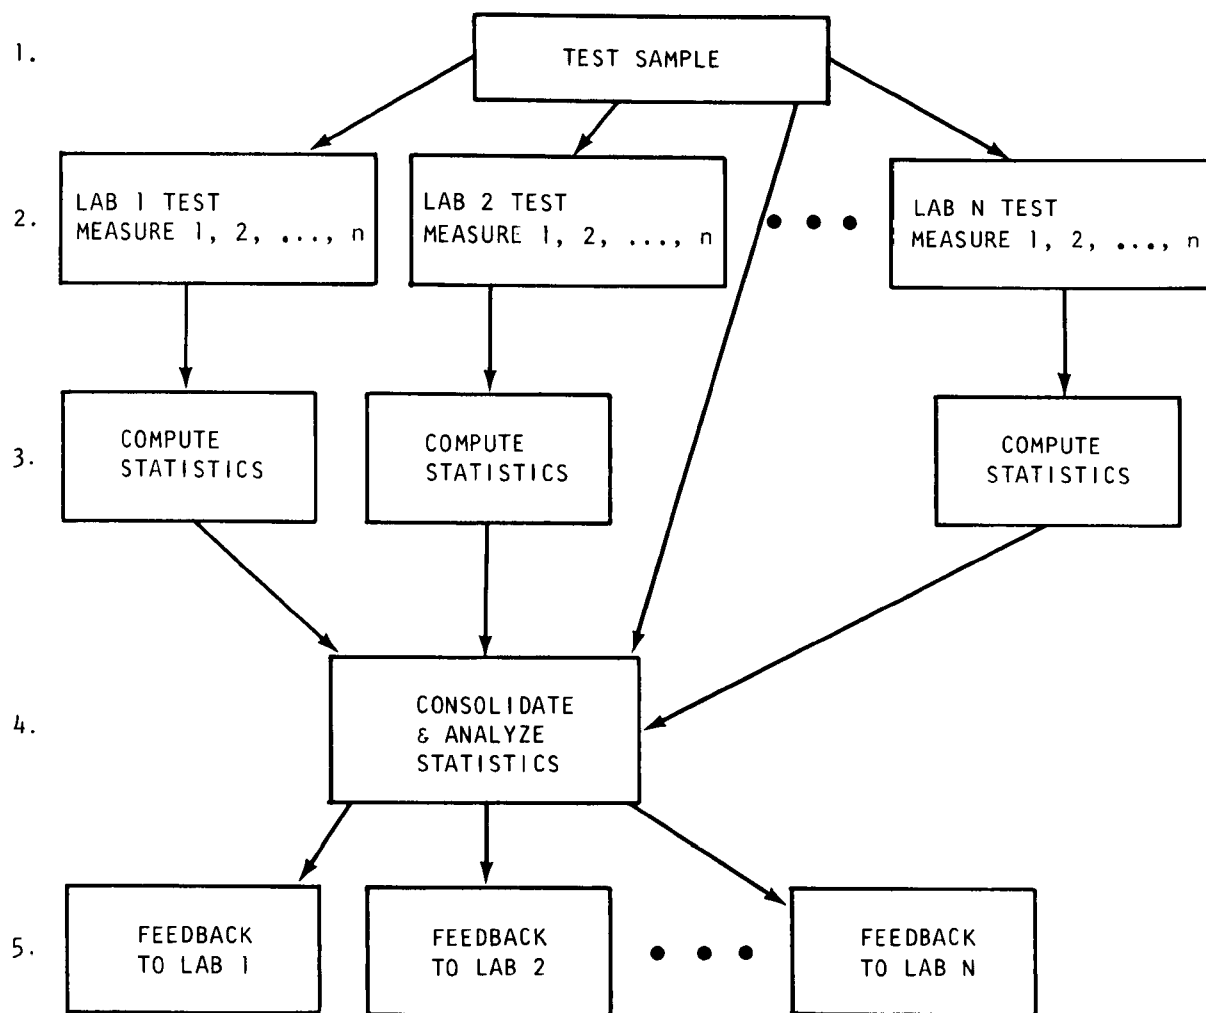 1.
TEST SAMPLE
2.
LAB 1 TEST
MEASURE 1, 2, ..., n
LAB 2 TEST
MEASURE 1, 2, ..., n
LAB N TEST
MEASURE 1, 2, ..., n
3.
COMPUTE
STATISTICS
COMPUTE
STATISTICS
COMPUTE
STATISTICS
4.
CONSOLIDATE
& ANALYZE
STATISTICS
5.
FEEDBACK
TO LAB 1
FEEDBACK
TO LAB 2
FEEDBACK
TO LAB N